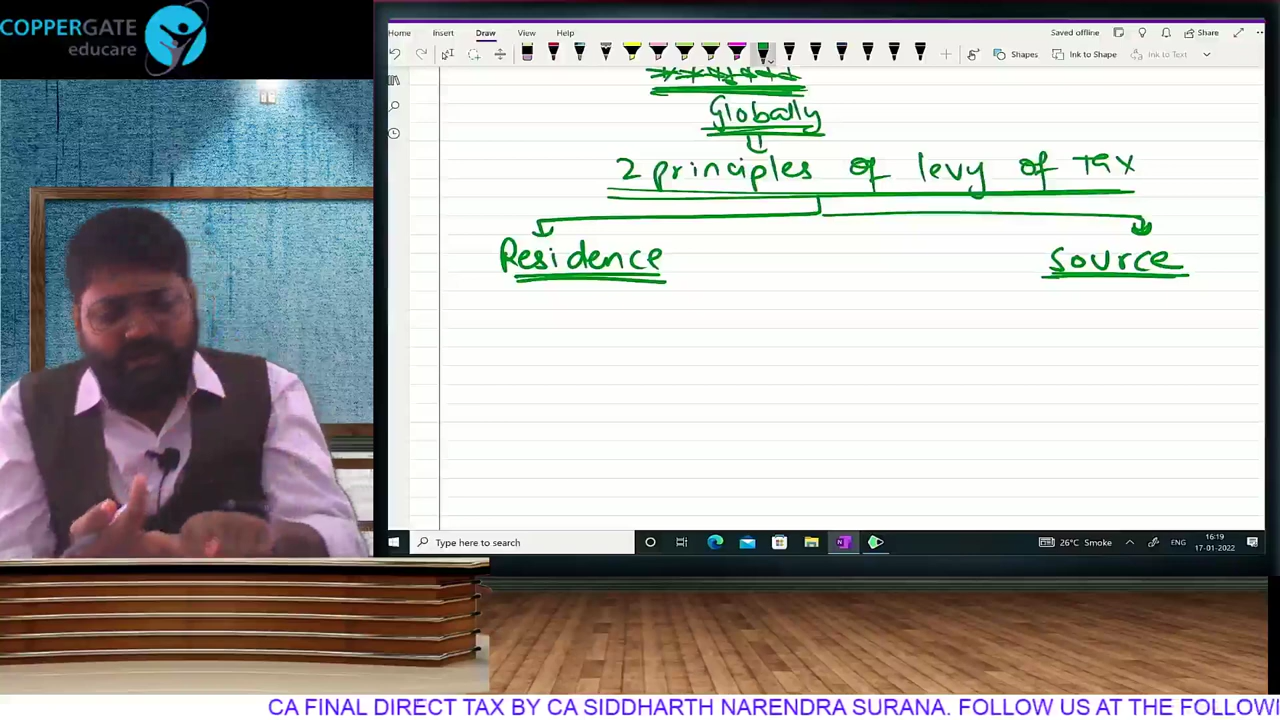 COPPERGATE
educare
Home Insert Draw View Help
Saved offline
Share
Shapes
Ink to Shape
Ink to Text
Globally
2 principles of levy of Tax
Residence
Source
Type here to search
26°C Smoke
ENG
16:19
17-01-2022
CA FINAL DIRECT TAX BY CA SIDDHARTH NARENDRA SURANA. FOLLOW US AT THE FOLLOWI